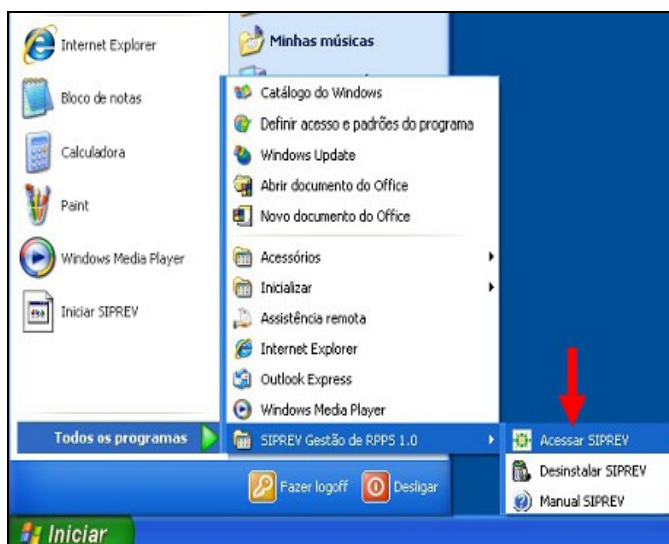 Internet Explorer
Bloco de notas
Calculadora
Paint
Windows Media Player
Iniciar SIPREV
Todos os programas
Minhas músicas
Catálogo do Windows
Definir acesso e padrões do programa
Windows Update
Abrir documento do Office
Novo documento do Office
Acessórios
Inicializar
Assistência remota
Internet Explorer
Outlook Express
Windows Media Player
SIPREV Gestão de RPPS 1.0
Acessar SIPREV
Desinstalar SIPREV
Manual SIPREV
Fazer logoff
Desligar
Iniciar